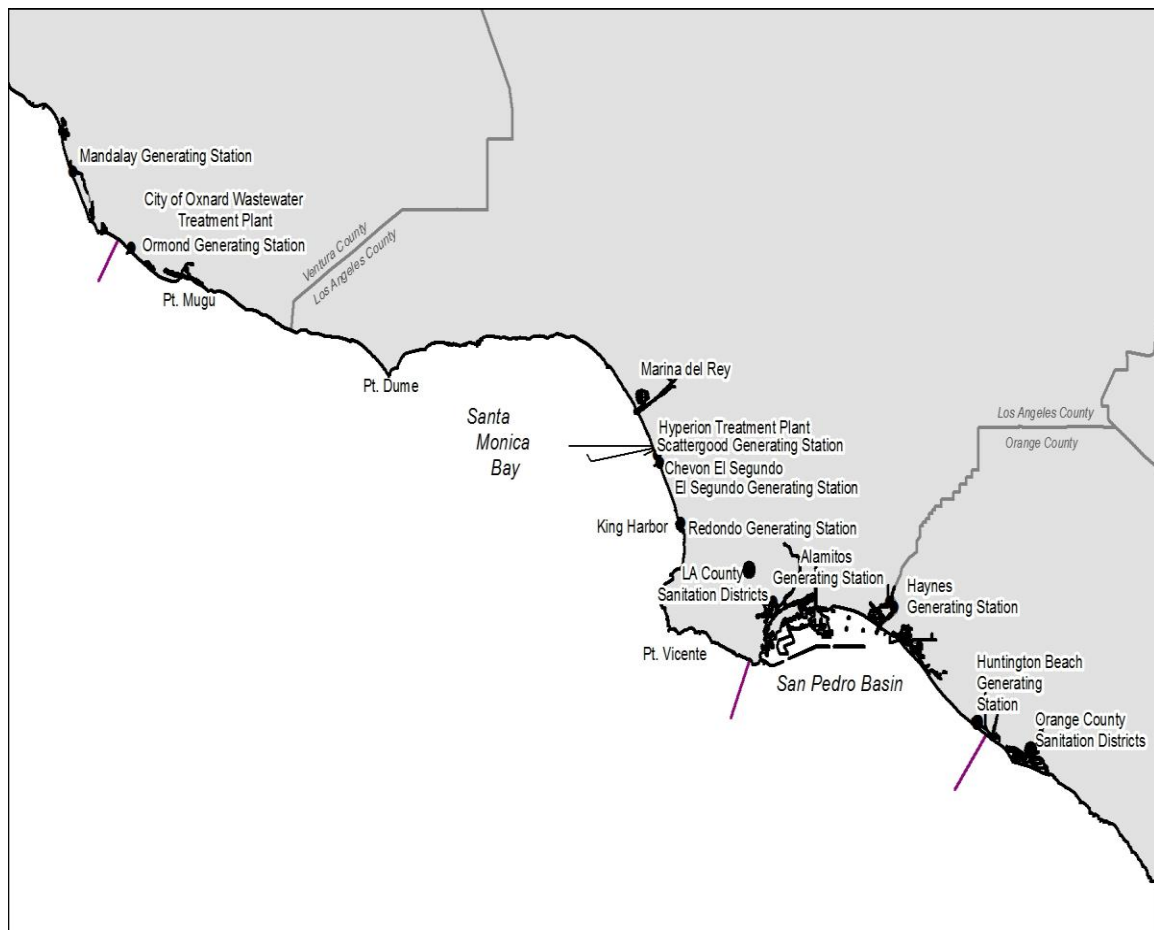 Mandalay Generating Station
City of Oxnard Wastewater
Treatment Plant
Ormond Generating Station
Pt. Mugu
Ventura County
Los Angeles County
Pt. Dume
Marina del Rey
Santa
Monica
Bay
Hyperion Treatment Plant
Scattergood Generating Station
Chevon El Segundo
El Segundo Generating Station
King Harbor
Redondo Generating Station
Los Angeles County
Orange County
LA County
Sanitation Districts
Alamitos
Generating Station
Haynes
Generating Station
Pt. Vicente
San Pedro Basin
Huntington Beach
Generating
Station
Orange County
Sanitation Districts